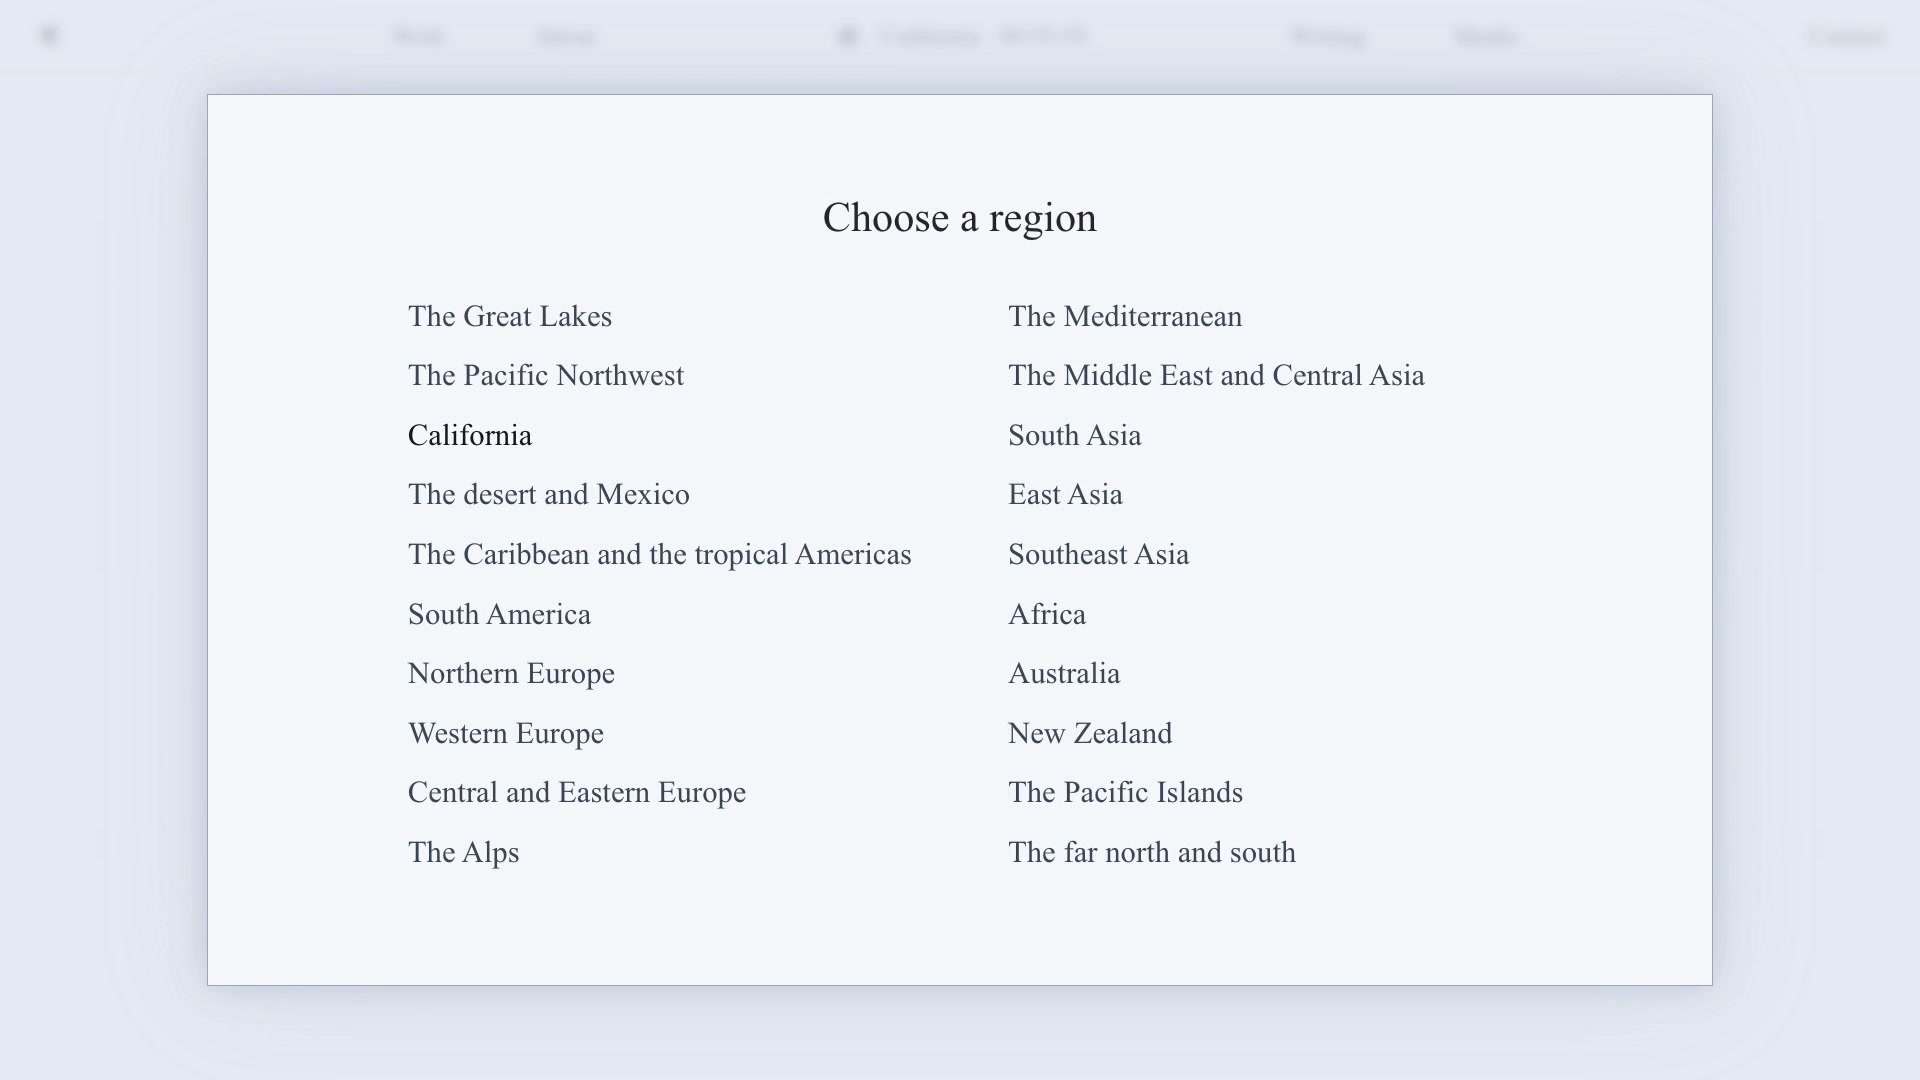 Choose a region
The Great Lakes
The Pacific Northwest
California
The desert and Mexico
The Caribbean and the tropical Americas
South America
Northern Europe
Western Europe
Central and Eastern Europe
The Alps
The Mediterranean
The Middle East and Central Asia
South Asia
East Asia
Southeast Asia
Africa
Australia
New Zealand
The Pacific Islands
The far north and south